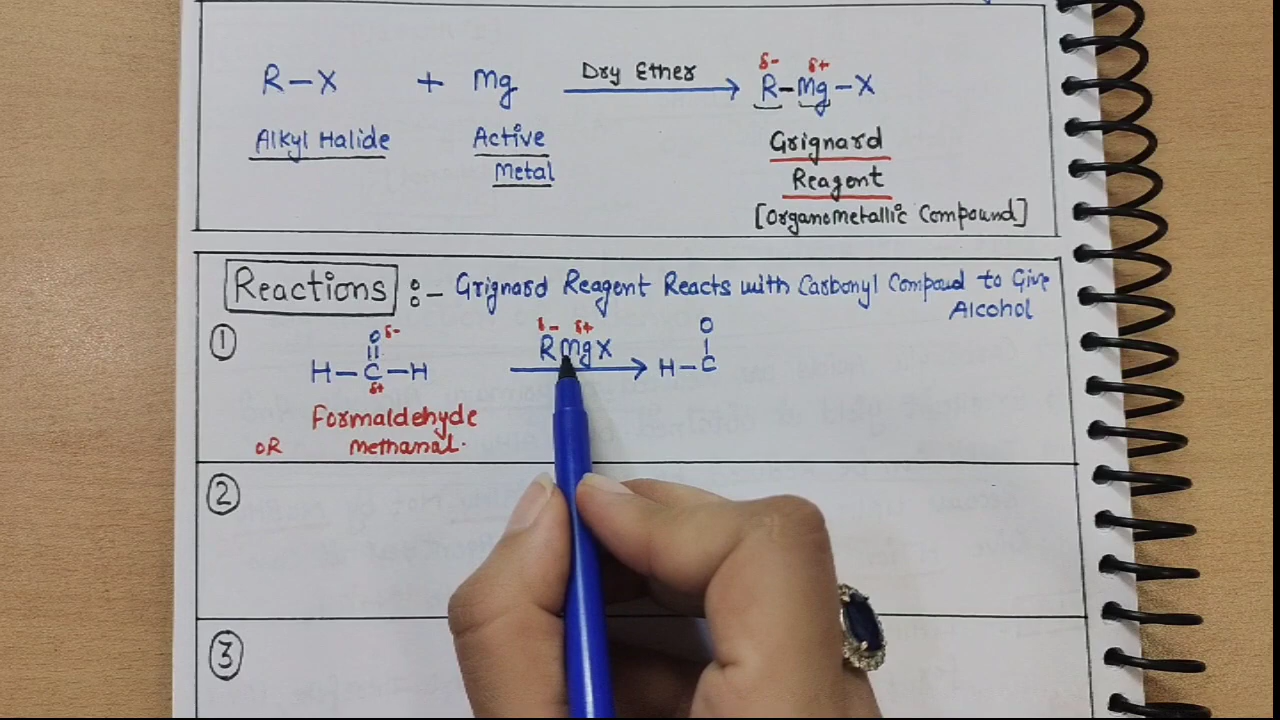 R-X + Mg Dry Ether → R-Mg-X
δ- δ+
Alkyl Halide Active Metal Grignard Reagent
[Organometallic Compound]
Reactions :- Grignard Reagent Reacts with Carbonyl Compoud to Give Alcohol
① O δ- δ- δ+ O
|| RMgX |
H-C-H → H-C
δ+
Formaldehyde
OR Methanal.
②
③